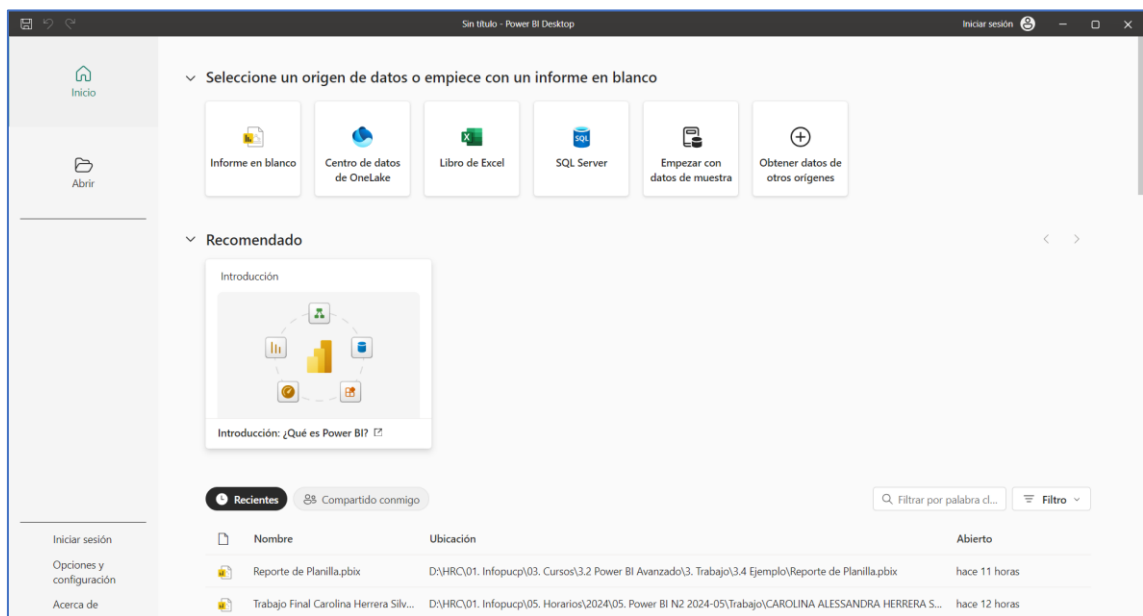 Sin título - Power BI Desktop
Iniciar sesión
Inicio
Abrir
Seleccione un origen de datos o empiece con un informe en blanco
Informe en blanco
Centro de datos
de OneLake
Libro de Excel
SQL
SQL Server
Empezar con
datos de muestra
Obtener datos de
otros orígenes
Recomendado
Introducción
Introducción: ¿Qué es Power BI?
Recientes
Compartido conmigo
Filtrar por palabra cl...
Filtro
Nombre
Ubicación
Abierto
Reporte de Planilla.pbix
D:\HRC\01. Infopucp\03. Cursos\3.2 Power BI Avanzado\3. Trabajo\3.4 Ejemplo\Reporte de Planilla.pbix
hace 11 horas
Trabajo Final Carolina Herrera Silv...
D:\HRC\01. Infopucp\05. Horarios\2024\05. Power BI N2 2024-05\Trabajo\CAROLINA ALESSANDRA HERRERA S...
hace 12 horas
Iniciar sesión
Opciones y
configuración
Acerca de